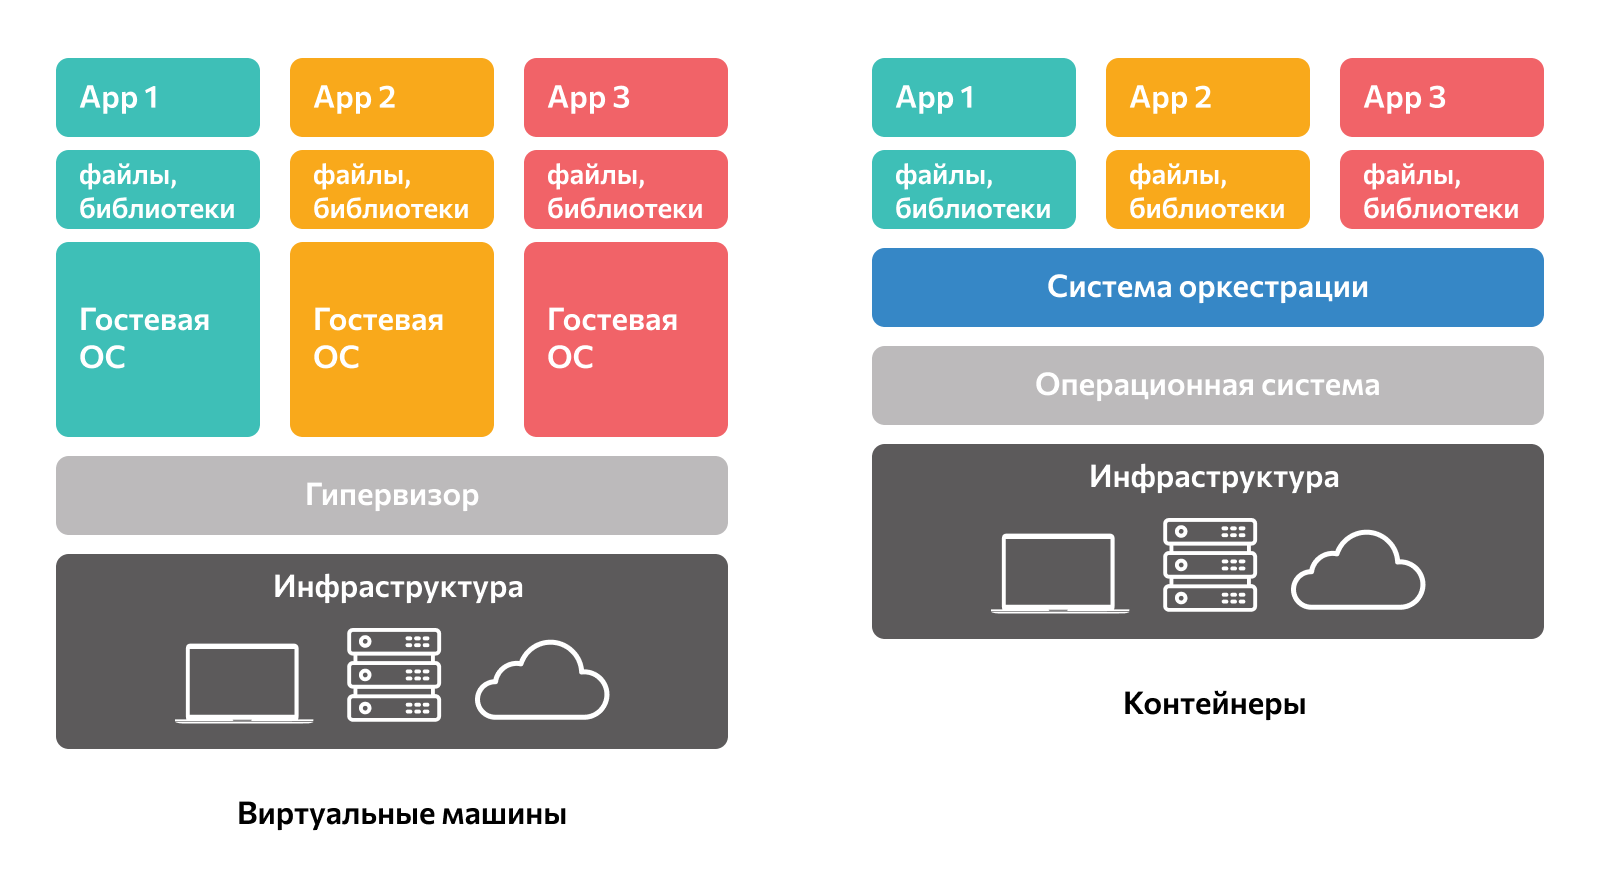 App 1
App 2
App 3
файлы,
библиотеки
файлы,
библиотеки
файлы,
библиотеки
Гостевая
ОС
Гостевая
ОС
Гостевая
ОС
Гипервизор
Инфраструктура
Виртуальные машины
App 1
App 2
App 3
файлы,
библиотеки
файлы,
библиотеки
файлы,
библиотеки
Система оркестрации
Операционная система
Инфраструктура
Контейнеры